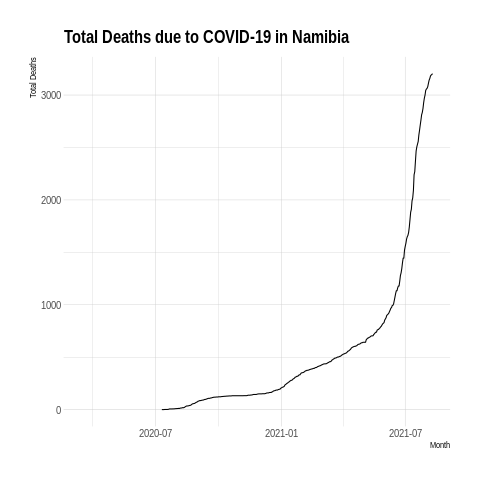 Total Deaths due to COVID-19 in Namibia
Total Deaths
3000
2000
1000
0
2020-07
2021-01
2021-07
Month